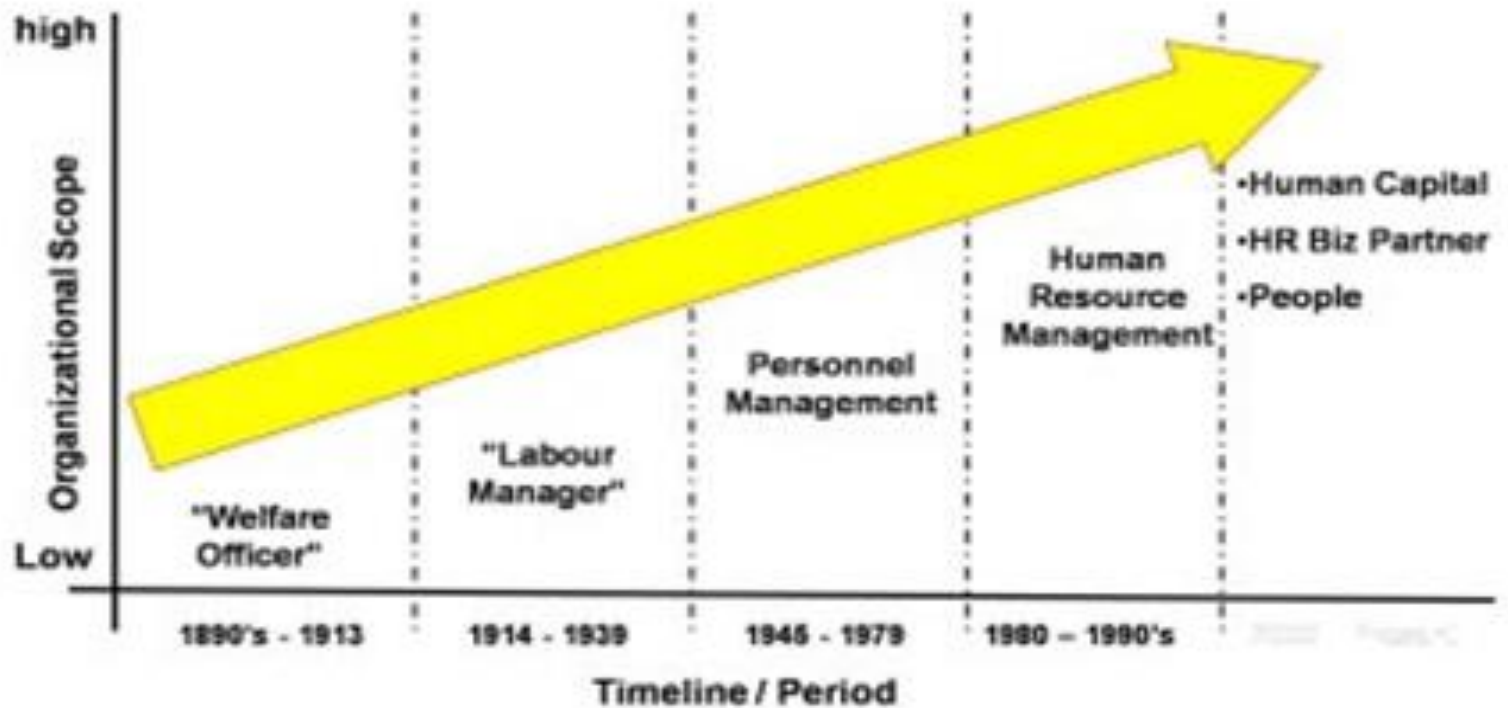 high
Organizational Scope
Low
"Welfare
Officer"
"Labour
Manager"
Personnel
Management
Human
Resource
Management
•Human Capital
•HR Biz Partner
•People
1890's - 1913
1914 - 1939
1945 - 1979
1980 – 1990's
Timeline / Period